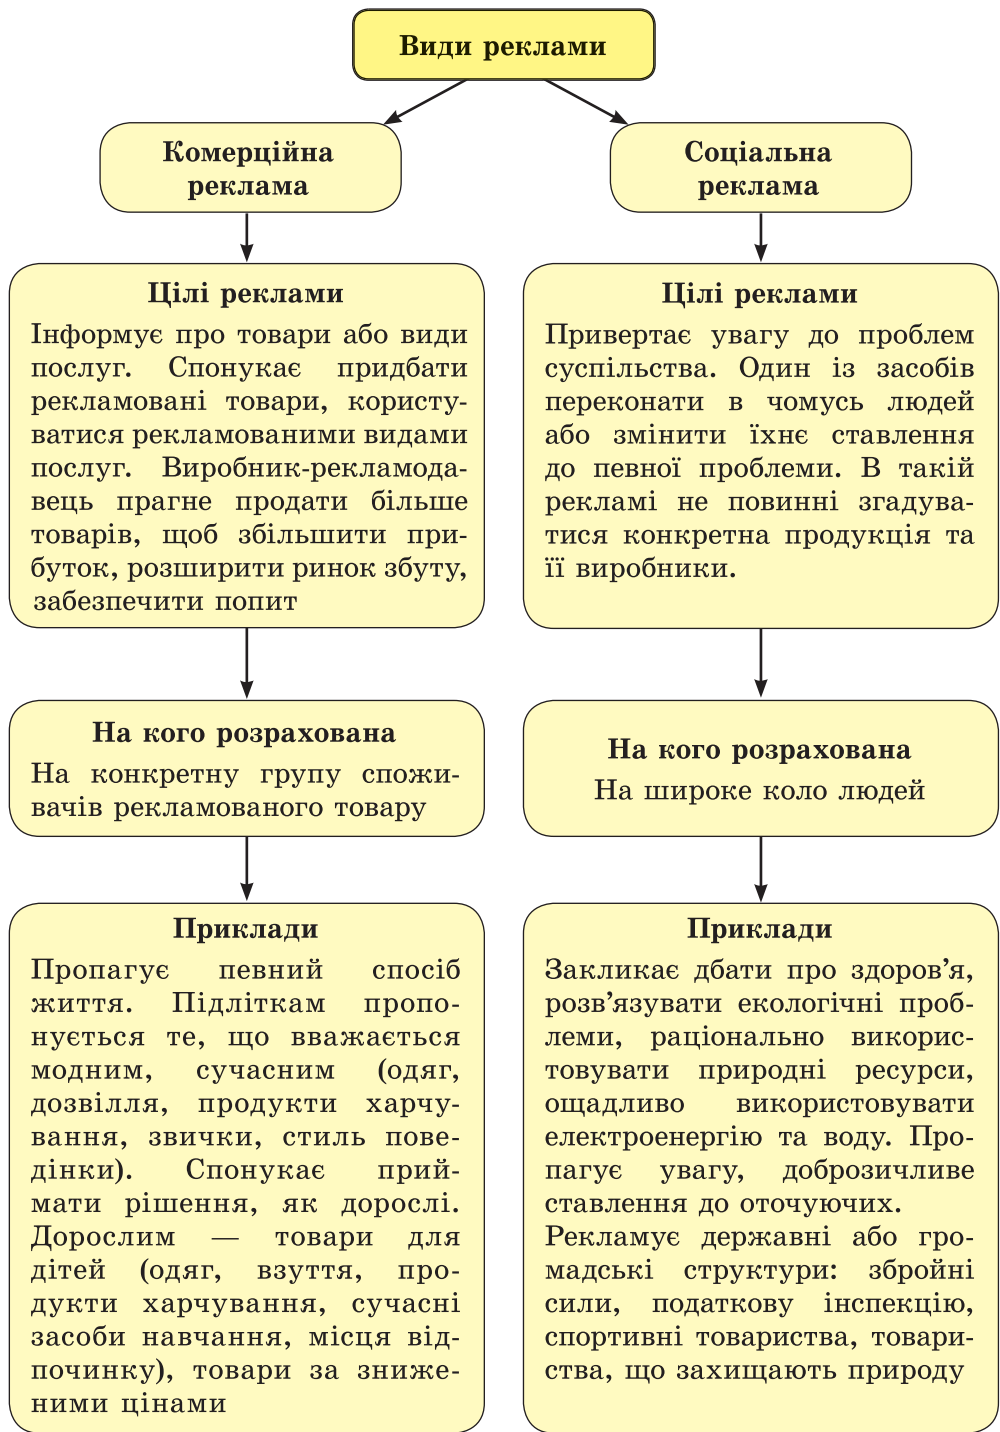 Види реклами
Комерційна
реклама
Цілі реклами
Інформує про товари або види
послуг. Спонукає придбати
рекламовані товари, користу-
ватися рекламованими видами
послуг. Виробник-рекламода-
вець прагне продати більше
товарів, щоб збільшити при-
буток, розширити ринок збуту,
забезпечити попит
На кого розрахована
На конкретну групу спожи-
вачів рекламованого товару
Приклади
Пропагує певний спосіб
життя. Підліткам пропо-
нується те, що вважається
модним, сучасним (одяг,
дозвілля, продукти харчу-
вання, звички, стиль пове-
дінки). Спонукає прий-
мати рішення, як дорослі.
Дорослим — товари для
дітей (одяг, взуття, про-
дукти харчування, сучасні
засоби навчання, місця від-
починку), товари за зниже-
ними цінами
Соціальна
реклама
Цілі реклами
Привертає увагу до проблем
суспільства. Один із засобів
переконати в чомусь людей
або змінити їхнє ставлення
до певної проблеми. В такій
рекламі не повинні згадува-
тися конкретна продукція та
її виробники.
На кого розрахована
На широке коло людей
Приклади
Закликає дбати про здоров’я,
розв’язувати екологічні проб-
леми, раціонально викорис-
товувати природні ресурси,
ощадливо використовувати
електроенергію та воду. Про-
пагує увагу, доброзичливе
ставлення до оточуючих.
Рекламує державні або гро-
мадські структури: збройні
сили, податкову інспекцію,
спортивні товариства, товари-
ства, що захищають природу